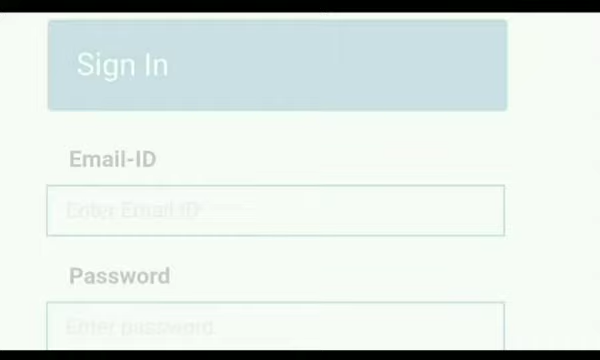 Sign In
Email-ID
Enter Email ID
Password
Enter password